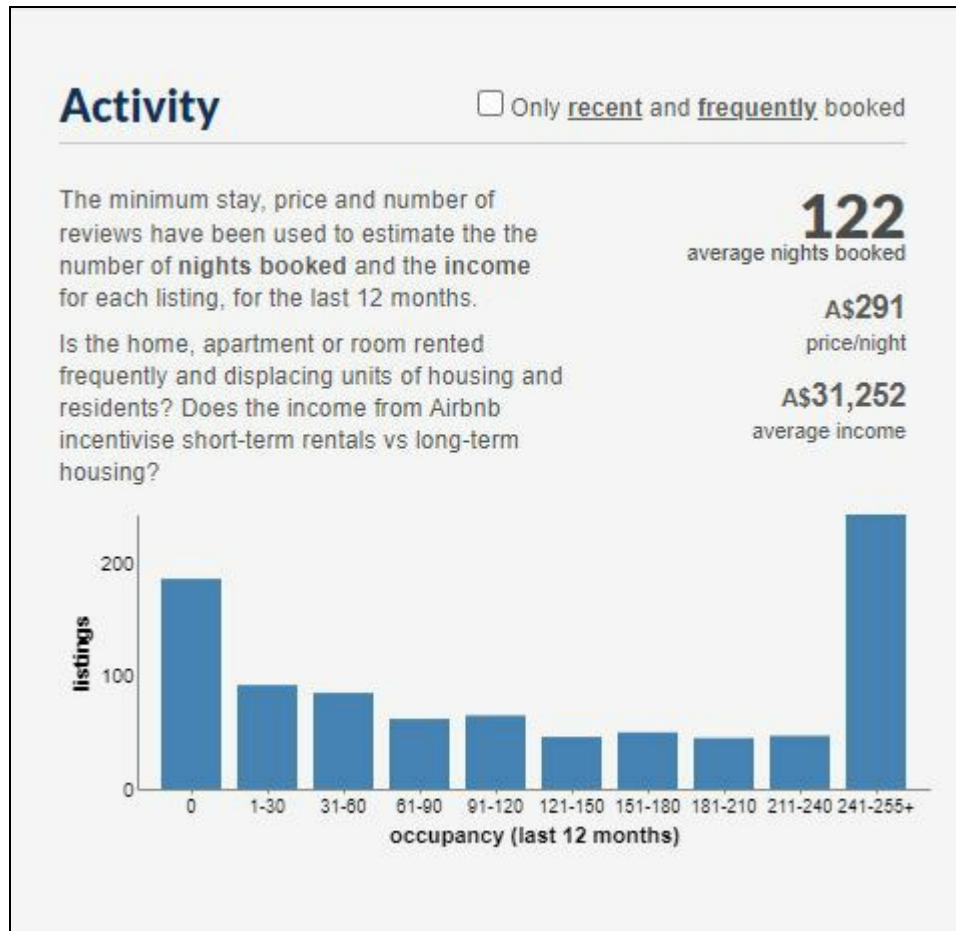 Activity
Only recent and frequently booked
The minimum stay, price and number of
reviews have been used to estimate the the
number of nights booked and the income
for each listing, for the last 12 months.
Is the home, apartment or room rented
frequently and displacing units of housing and
residents? Does the income from Airbnb
incentivise short-term rentals vs long-term
housing?
122
average nights booked
A$291
price/night
A$31,252
average income
200
100
0
listings
0 1-30 31-60 61-90 91-120 121-150 151-180 181-210 211-240 241-255+
occupancy (last 12 months)